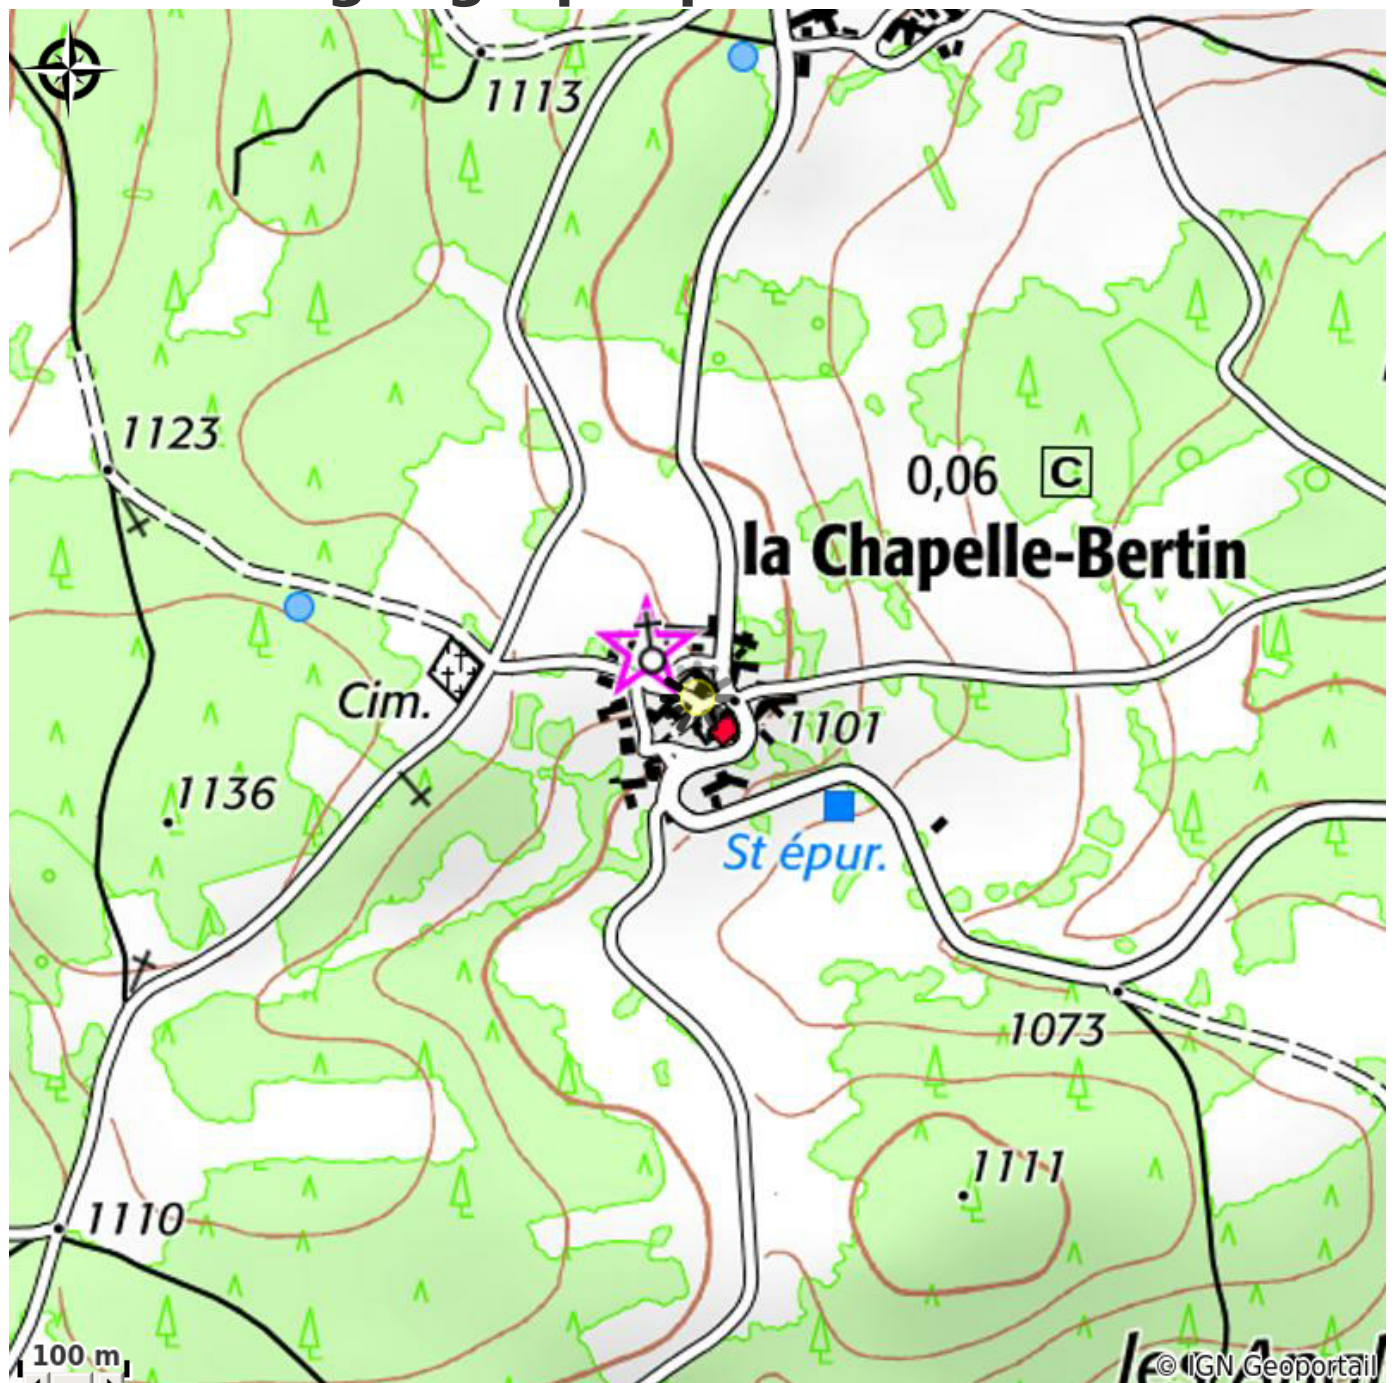 1113
1123
0,06 C
la Chapelle-Bertin
Cim.
1101
1136
St épur.
1073
1111
1110
100 m
© IGN Geoportail